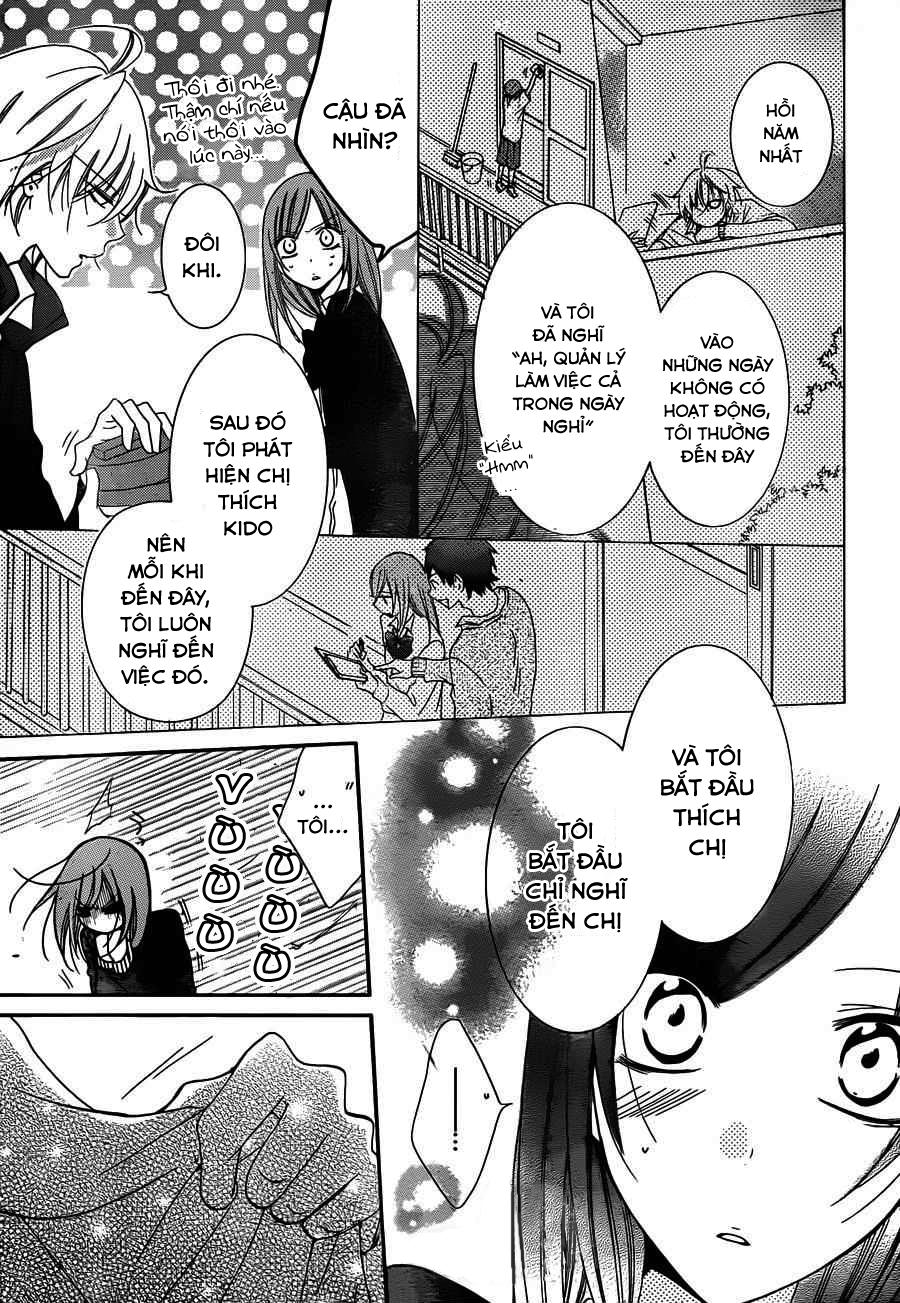 HỒI
NĂM
NHẤT
VÀO
NHỮNG NGÀY
KHÔNG CÓ
HOẠT ĐỘNG,
TÔI THƯỜNG
ĐẾN ĐÂY
VÀ TÔI
ĐÃ NGHĨ
"AH, QUẢN LÝ
LÀM VIỆC CẢ
TRONG NGÀY
NGHỈ"
Kiểu
"Hmm"
...
CẬU ĐÃ
NHÌN?
Thôi đi nhé.
Thậm chí nếu
nói thôi vào
lúc này...
ĐÔI
KHI.
SAU ĐÓ
TÔI PHÁT
HIỆN CHỊ
THÍCH
KIDO
NÊN
MỖI KHI
ĐẾN ĐÂY,
TÔI LUÔN
NGHĨ ĐẾN
VIỆC ĐÓ.
VÀ TÔI
BẮT ĐẦU
THÍCH
CHỊ
TÔI
BẮT ĐẦU
CHỈ NGHĨ
ĐẾN CHỊ
...
TÔI...
Vùùùù
Vùùùù